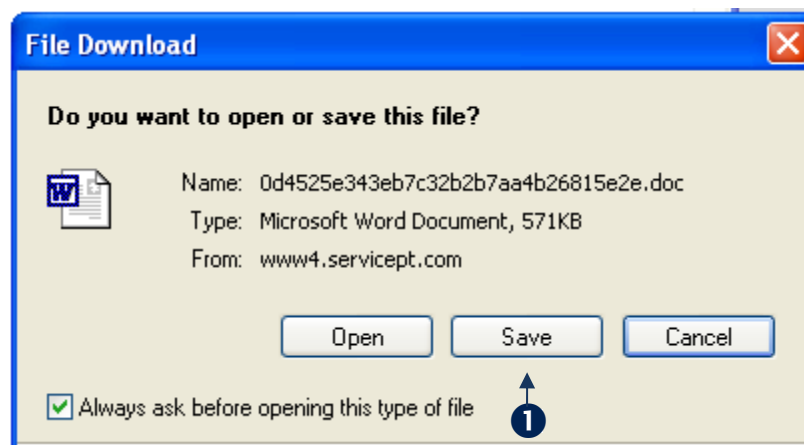 File Download
Do you want to open or save this file?
Name: 0d4525e343eb7c32b2b7aa4b26815e2e.doc
Type: Microsoft Word Document, 571KB
From: www4.servicept.com
Open Save Cancel
Always ask before opening this type of file
1